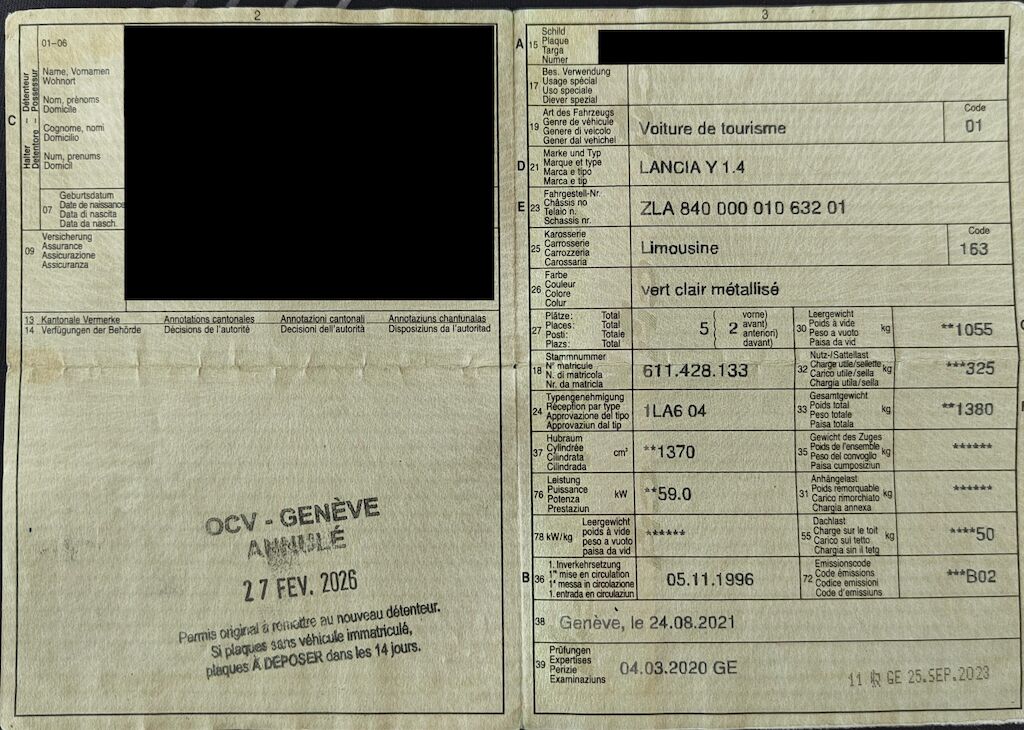 2
01-06
Halter – Détenteur
Detentore – Possessur
C
Name, Vornamen
Wohnort
Nom, prénoms
Domicile
Cognome, nomi
Domicilio
Num, prenums
Domicil
07
Geburtsdatum
Date de naissance
Data di nascita
Data da nasch.
09
Versicherung
Assurance
Assicurazione
Assicuranza
13 Kantonale Vermerke Annotations cantonales Annotazioni cantonali Annotaziuns chantunalas
14 Verfügungen der Behörde Décisions de l'autorité Decisioni dell'autorità Disposiziuns da l'autoritad
OCV - GENÈVE
ANNULÉ
27 FEV. 2026
Permis original à remettre au nouveau détenteur.
Si plaques sans véhicule immatriculé,
plaques À DEPOSER dans les 14 jours.
3
A 15
Schild
Plaque
Targa
Numer
17
Bes. Verwendung
Usage spécial
Uso speciale
Diever spezial
19
Art des Fahrzeugs
Genre de véhicule
Genere di veicolo
Gener dal vehichel
Voiture de tourisme
Code
01
D 21
Marke und Typ
Marque et type
Marca e tipo
Marca e tip
LANCIA Y 1.4
E 23
Fahrgestell-Nr.
Châssis no
Telaio n.
Schassis nr.
ZLA 840 000 010 632 01
25
Karosserie
Carrosserie
Carrozzeria
Carossaria
Limousine
Code
163
26
Farbe
Couleur
Colore
Colur
vert clair métallisé
27
Plätze: Total
Places: Total
Posti: Totale
Plazs: Total
5 ( 2
vorne)
avant)
anteriori)
davant)
30
Leergewicht
Poids à vide
Peso a vuoto
Paisa da vid
kg
**1055
18
Stammnummer
N° matricule
N. di matricola
Nr. da matricla
611.428.133
32
Nutz-/Sattellast
Charge utile/sellette
Carico utile/sella
Chargia utila/sella
kg
***325
24
Typengenehmigung
Réception par type
Approvazione del tipo
Approvaziun dal tip
1LA6 04
33
Gesamtgewicht
Poids total
Peso totale
Paisa totala
kg
**1380
37
Hubraum
Cylindrée
Cilindrata
Cilindrada
cm³
**1370
35
Gewicht des Zuges
Poids de l'ensemble
Peso del convoglio
Paisa cumposiziun
kg
******
76
Leistung
Puissance
Potenza
Prestaziun
kW
**59.0
31
Anhängelast
Poids remorquable
Carico rimorchiato
Chargia annexa
kg
******
78 kW/kg
Leergewicht
poids à vide
peso a vuoto
paisa da vid
******
55
Dachlast
Charge sur le toit
Carico sul tetto
Chargia sin il tetg
kg
****50
B 36
1. Inverkehrsetzung
1re mise en circulation
1a messa in circolazione
1. entrada en circulaziun
05.11.1996
72
Emissionscode
Code émissions
Codice emissioni
Code d'emissiuns
***B02
38
Genève, le 24.08.2021
39
Prüfungen
Expertises
Perizie
Examinaziuns
04.03.2020 GE
GE 25.SEP.2023